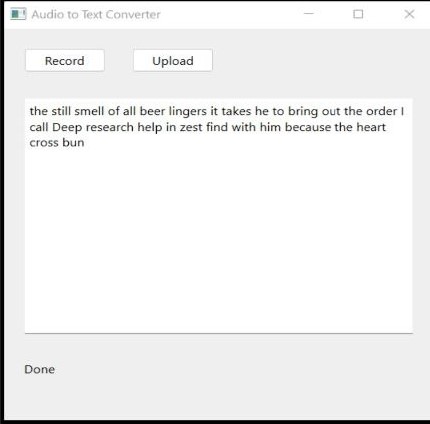 Audio to Text Converter
Record Upload
the still smell of all beer lingers it takes he to bring out the order I
call Deep research help in zest find with him because the heart
cross bun
Done